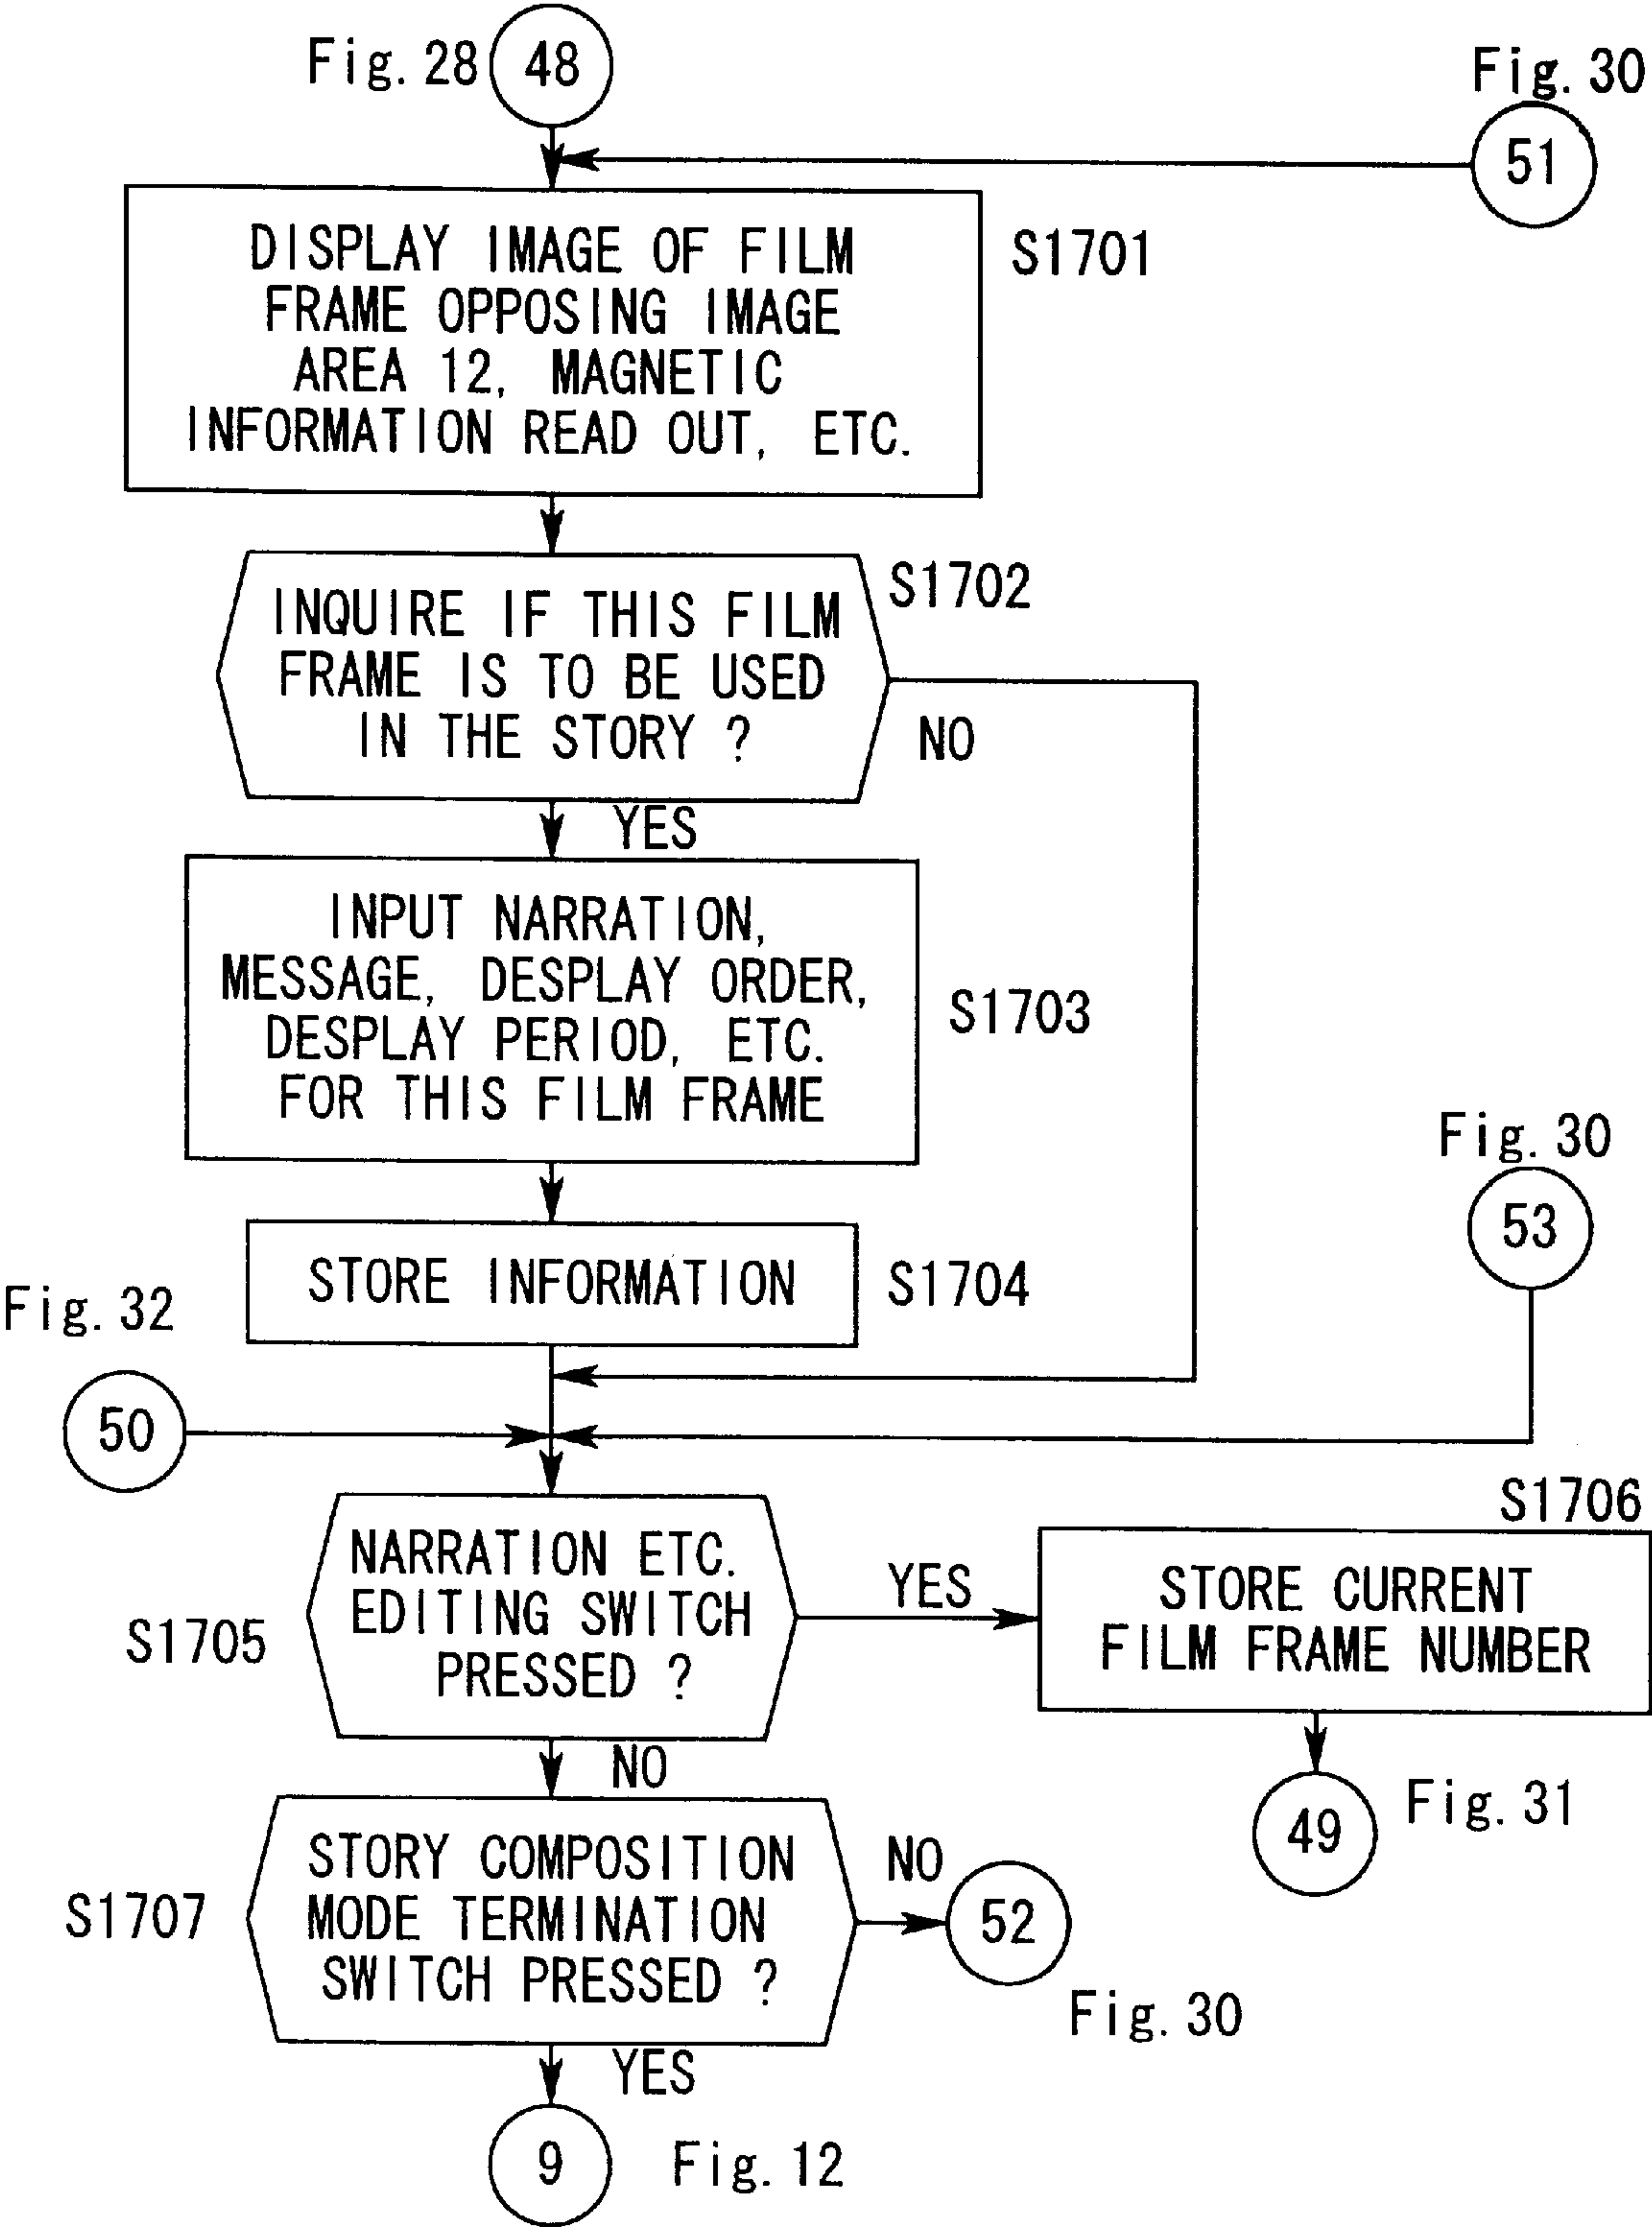 Fig. 28
48
Fig. 30
51
DISPLAY IMAGE OF FILM
FRAME OPPOSING IMAGE
AREA 12, MAGNETIC
INFORMATION READ OUT, ETC.
S1701
INQUIRE IF THIS FILM
FRAME IS TO BE USED
IN THE STORY ?
S1702
NO
YES
INPUT NARRATION,
MESSAGE, DESPLAY ORDER,
DESPLAY PERIOD, ETC.
FOR THIS FILM FRAME
S1703
Fig. 30
53
STORE INFORMATION
S1704
Fig. 32
50
NARRATION ETC.
EDITING SWITCH
PRESSED ?
S1705
YES
S1706
STORE CURRENT
FILM FRAME NUMBER
NO
49
Fig. 31
STORY COMPOSITION
MODE TERMINATION
SWITCH PRESSED ?
S1707
NO
52
Fig. 30
YES
9
Fig. 12